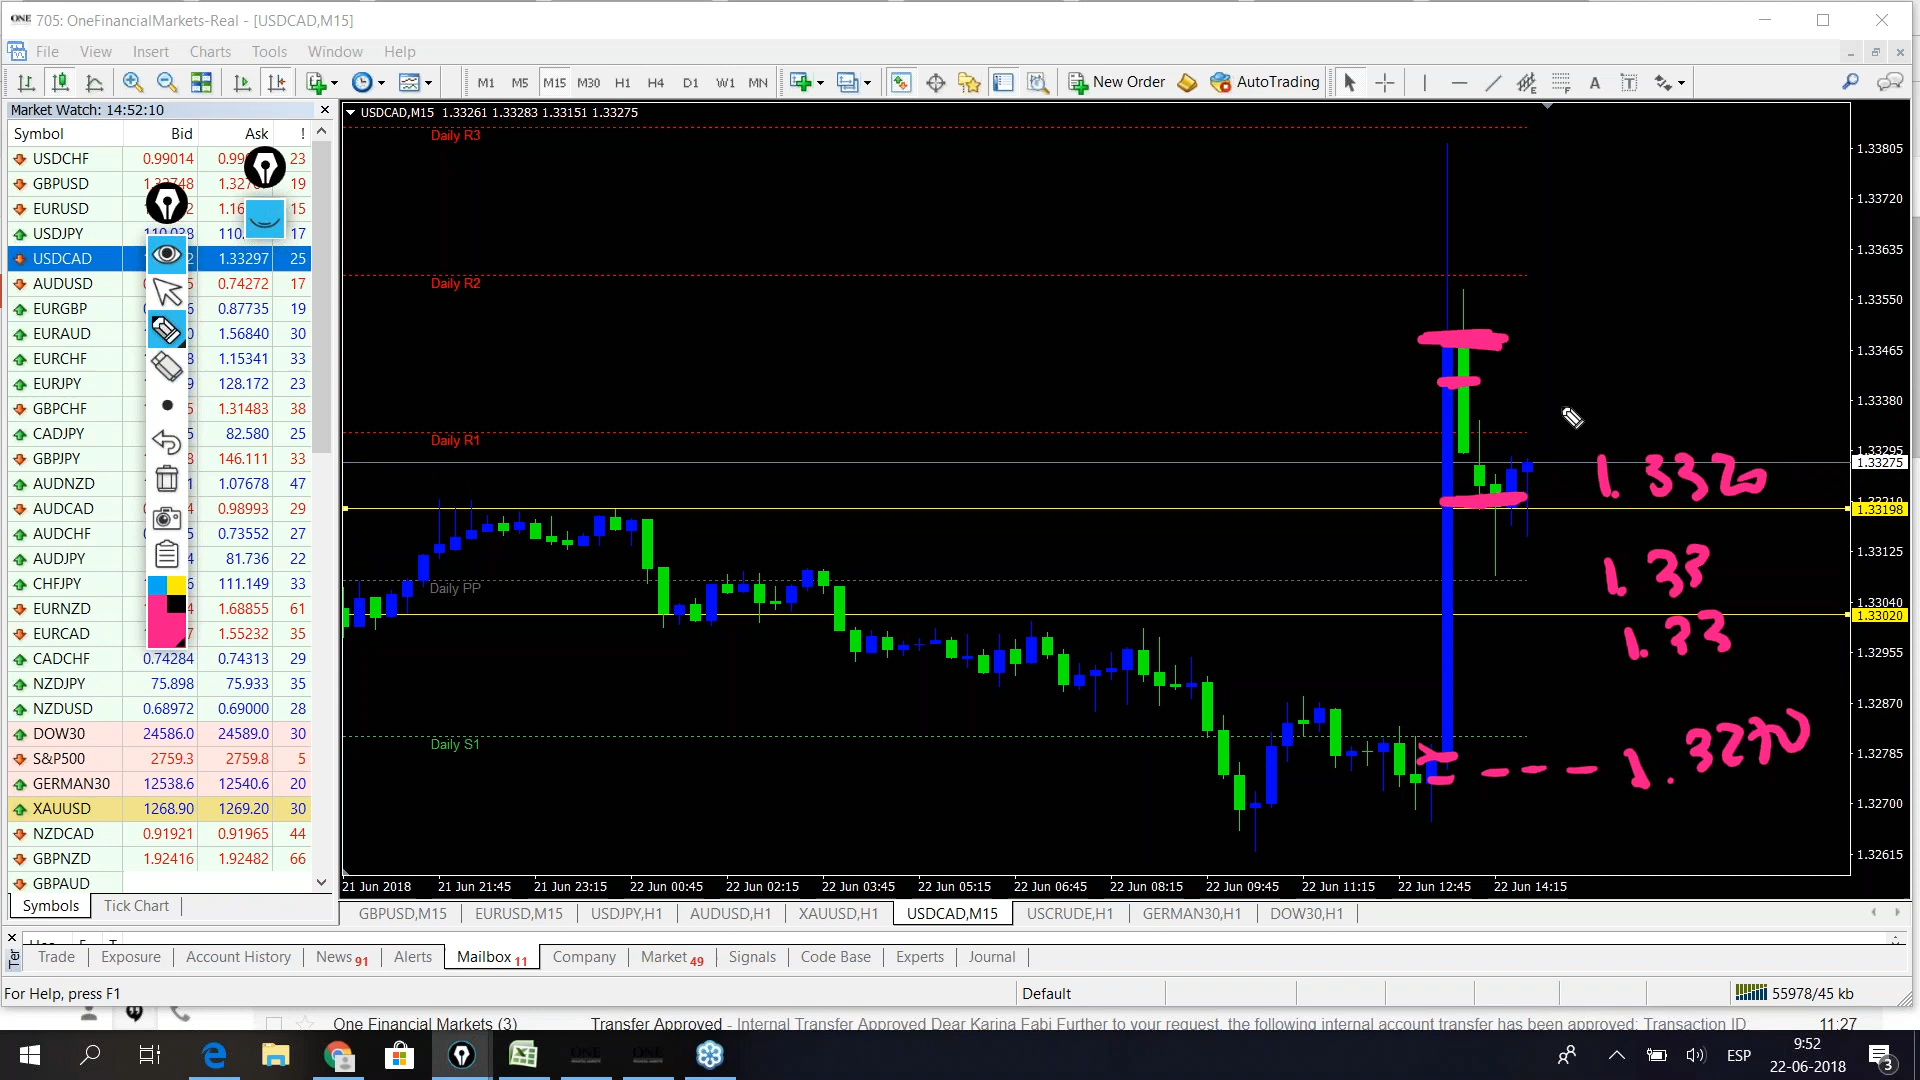 ONE 705: OneFinancialMarkets-Real - [USDCAD,M15]
File View Insert Charts Tools Window Help
M1 M5 M15 M30 H1 H4 D1 W1 MN New Order AutoTrading A T
Market Watch: 14:52:10
Symbol Bid Ask !
USDCHF 0.99014 23
GBPUSD 19
EURUSD 15
USDJPY 17
USDCAD 1.33297 25
AUDUSD 0.74272 17
EURGBP 0.87735 19
EURAUD 1.56840 30
EURCHF 1.15341 33
EURJPY 128.172 23
GBPCHF 1.31483 38
CADJPY 82.580 25
GBPJPY 146.111 33
AUDNZD 1.07678 47
AUDCAD 0.98993 29
AUDCHF 0.73552 27
AUDJPY 81.736 22
CHFJPY 111.149 33
EURNZD 1.68855 61
EURCAD 1.55232 35
CADCHF 0.74284 0.74313 29
NZDJPY 75.898 75.933 35
NZDUSD 0.68972 0.69000 28
DOW30 24586.0 24589.0 30
S&P500 2759.3 2759.8 5
GERMAN30 12538.6 12540.6 20
XAUUSD 1268.90 1269.20 30
NZDCAD 0.91921 0.91965 44
GBPNZD 1.92416 1.92482 66
GBPAUD
Symbols Tick Chart
USDCAD,M15 1.33261 1.33283 1.33151 1.33275
Daily R3
Daily R2
Daily R1
Daily PP
Daily S1
1.3320
1.33
1.33
1.3270
1.33805
1.33720
1.33635
1.33550
1.33465
1.33380
1.33295
1.33275
1.33210
1.33198
1.33125
1.33040
1.33020
1.32955
1.32870
1.32785
1.32700
1.32615
21 Jun 2018 21 Jun 21:45 21 Jun 23:15 22 Jun 00:45 22 Jun 02:15 22 Jun 03:45 22 Jun 05:15 22 Jun 06:45 22 Jun 08:15 22 Jun 09:45 22 Jun 11:15 22 Jun 12:45 22 Jun 14:15
GBPUSD,M15 EURUSD,M15 USDJPY,H1 AUDUSD,H1 XAUUSD,H1 USDCAD,M15 USCRUDE,H1 GERMAN30,H1 DOW30,H1
Ter
Trade Exposure Account History News 91 Alerts Mailbox 11 Company Market 49 Signals Code Base Experts Journal
For Help, press F1 Default 55978/45 kb
One Financial Markets (3) Transfer Approved - Internal Transfer Approved Dear Karina Fabi Further to your request, the following internal account transfer has been approved: Transaction ID 11:27
ESP 9:52
22-06-2018 3